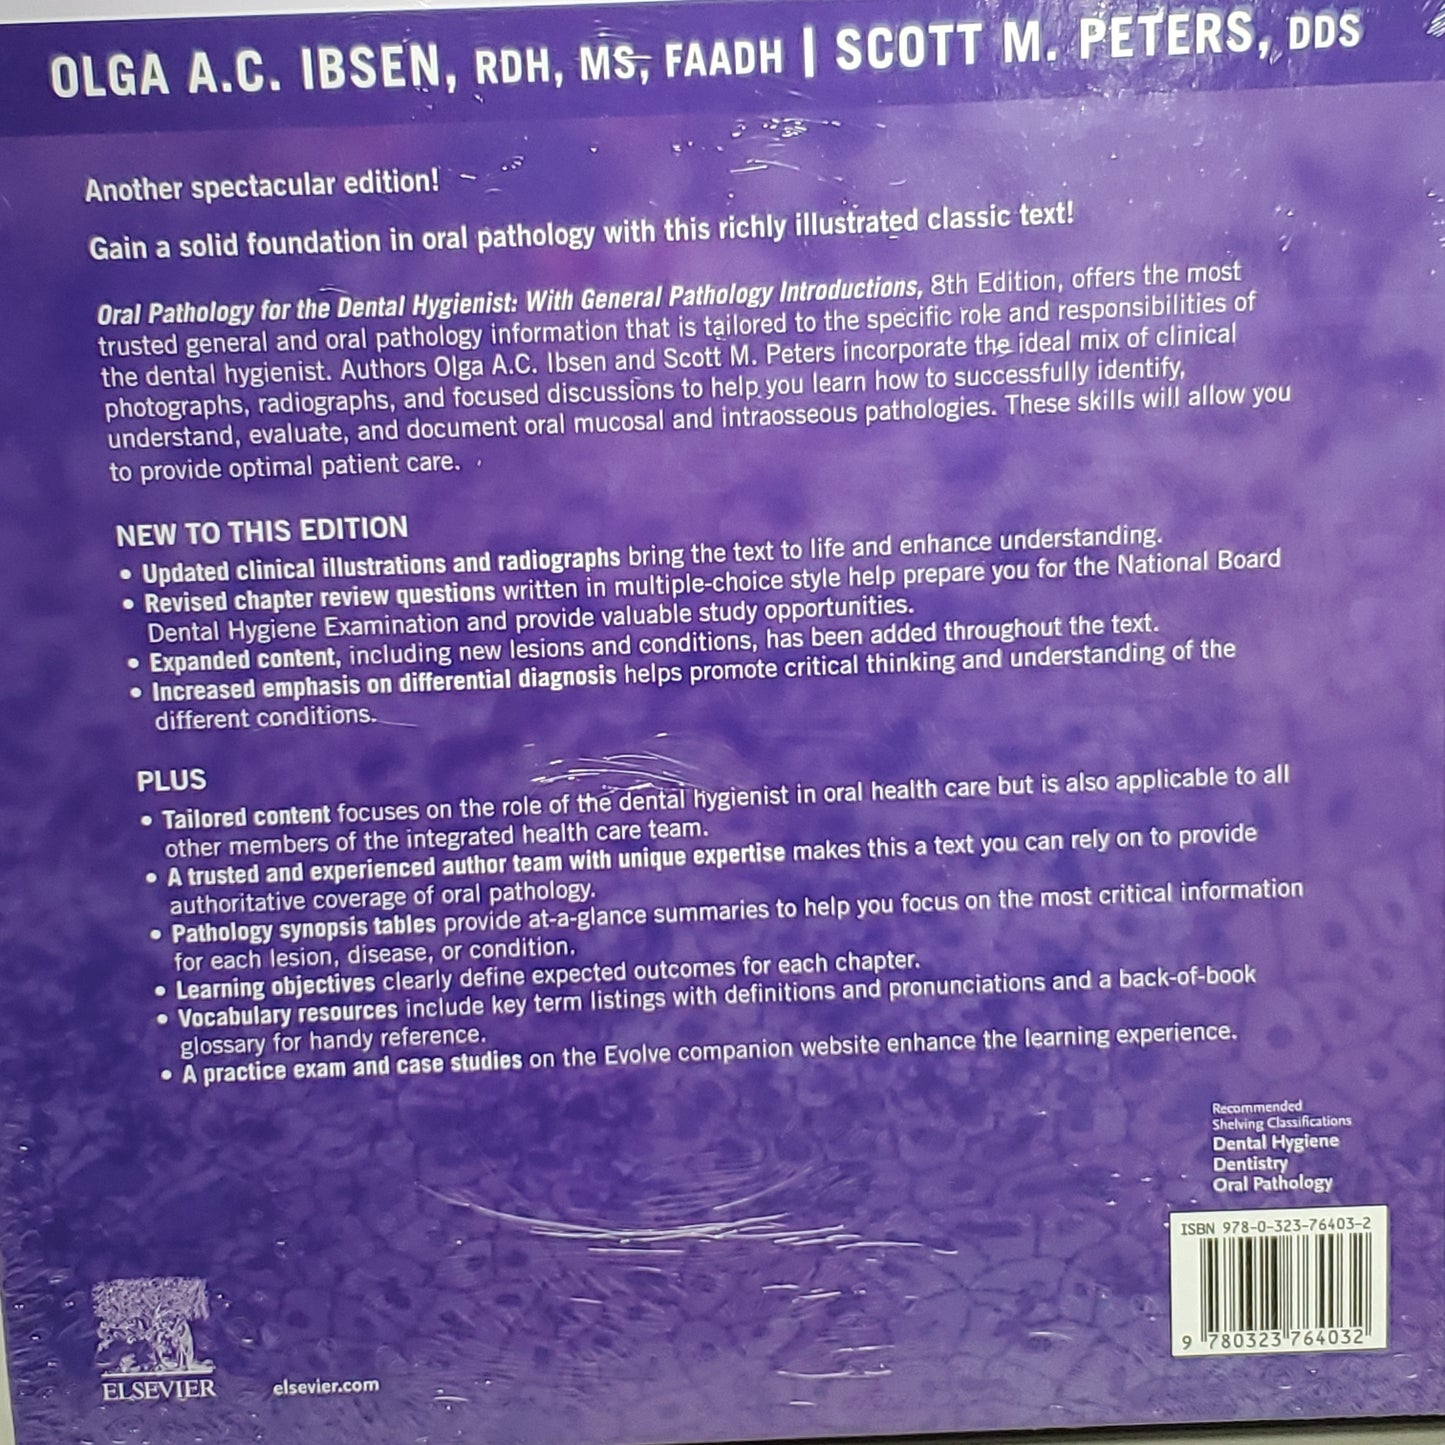 OLGA A.C. IBSEN, RDH, MS, FAADH | SCOTT M. PETERS, DDS
Another spectacular edition!
Gain a solid foundation in oral pathology with this richly illustrated classic text!
Oral Pathology for the Dental Hygienist: With General Pathology Introductions, 8th Edition, offers the most
trusted general and oral pathology information that is tailored to the specific role and responsibilities of
the dental hygienist. Authors Olga A.C. Ibsen and Scott M. Peters incorporate the ideal mix of clinical
photographs, radiographs, and focused discussions to help you learn how to successfully identify,
understand, evaluate, and document oral mucosal and intraosseous pathologies. These skills will allow you
to provide optimal patient care.
NEW TO THIS EDITION
• Updated clinical illustrations and radiographs bring the text to life and enhance understanding.
• Revised chapter review questions written in multiple-choice style help prepare you for the National Board
Dental Hygiene Examination and provide valuable study opportunities.
• Expanded content, including new lesions and conditions, has been added throughout the text.
• Increased emphasis on differential diagnosis helps promote critical thinking and understanding of the
different conditions.
PLUS
• Tailored content focuses on the role of the dental hygienist in oral health care but is also applicable to all
other members of the integrated health care team.
• A trusted and experienced author team with unique expertise makes this a text you can rely on to provide
authoritative coverage of oral pathology.
• Pathology synopsis tables provide at-a-glance summaries to help you focus on the most critical information
for each lesion, disease, or condition.
• Learning objectives clearly define expected outcomes for each chapter.
• Vocabulary resources include key term listings with definitions and pronunciations and a back-of-book
glossary for handy reference.
• A practice exam and case studies on the Evolve companion website enhance the learning experience.
Recommended
Shelving Classifications
Dental Hygiene
Dentistry
Oral Pathology
ISBN 978-0-323-76403-2
9 780323 764032
ELSEVIER
elsevier.com